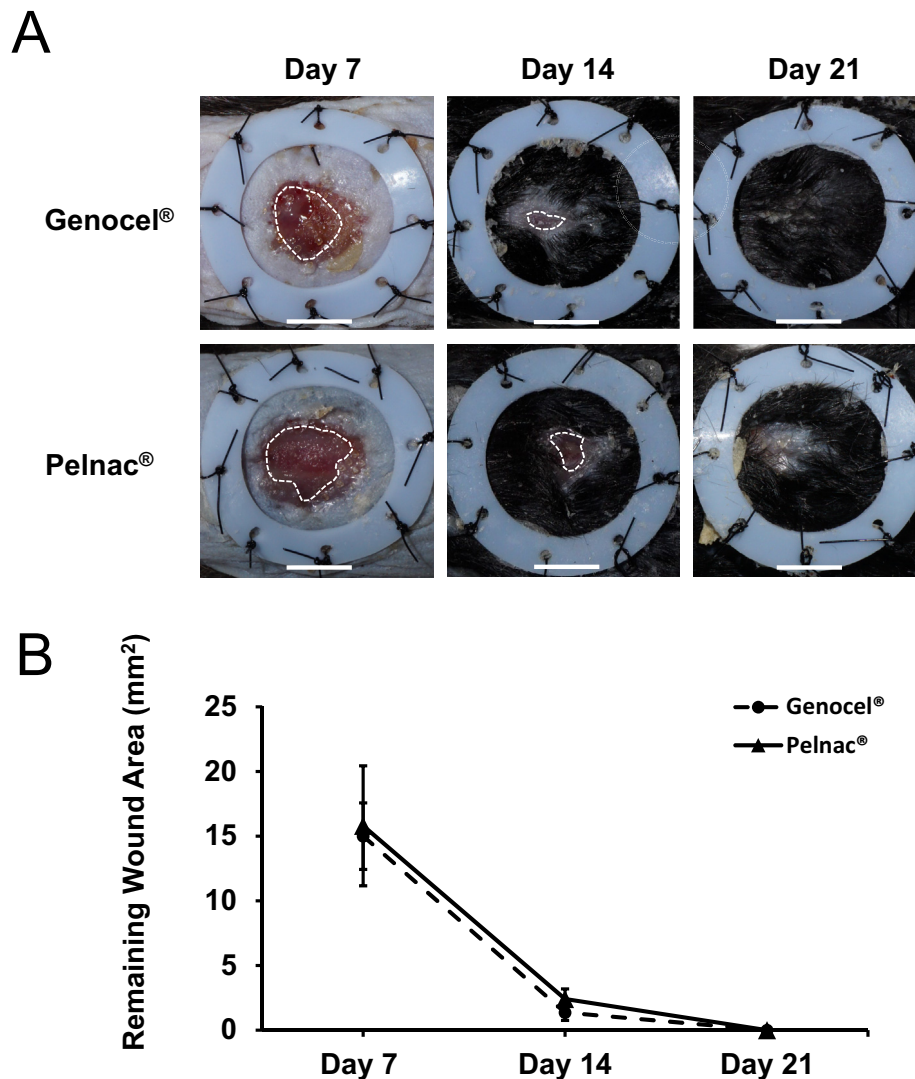 A
Day 7 Day 14 Day 21
Genocel®
Pelnac®
B
Remaining Wound Area (mm²)
25
20
15
10
5
0
Genocel®
Pelnac®
Day 7 Day 14 Day 21